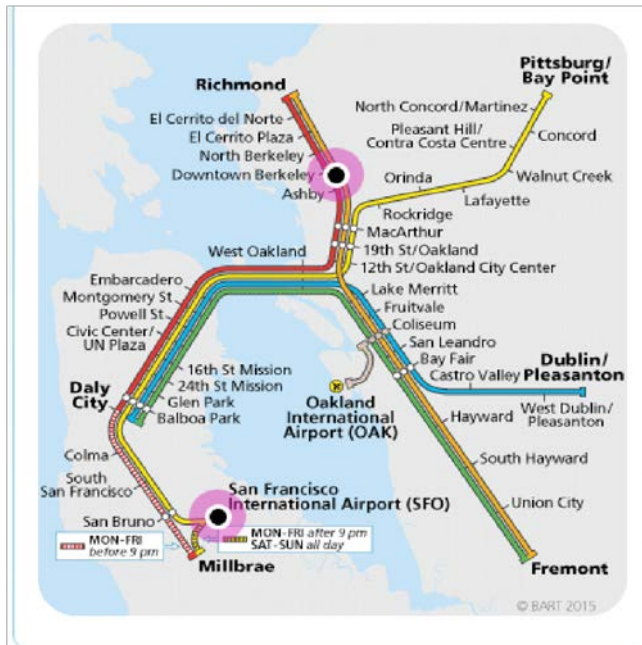 Richmond
El Cerrito del Norte
El Cerrito Plaza
North Berkeley
Downtown Berkeley
Ashby
Pittsburg/
Bay Point
North Concord/Martinez
Pleasant Hill/
Contra Costa Centre
Concord
Walnut Creek
Orinda
Lafayette
Rockridge
MacArthur
19th St/Oakland
12th St/Oakland City Center
West Oakland
Embarcadero
Montgomery St
Powell St
Civic Center/
UN Plaza
Lake Merritt
Fruitvale
Coliseum
San Leandro
Bay Fair
Castro Valley
Dublin/
Pleasanton
West Dublin/
Pleasanton
16th St Mission
24th St Mission
Glen Park
Balboa Park
Daly
City
Oakland
International
Airport (OAK)
Hayward
South Hayward
Union City
Fremont
Colma
South
San Francisco
San Bruno
San Francisco
International Airport (SFO)
MON-FRI
before 9 pm
MON-FRI after 9 pm
SAT-SUN all day
Millbrae
© BART 2015